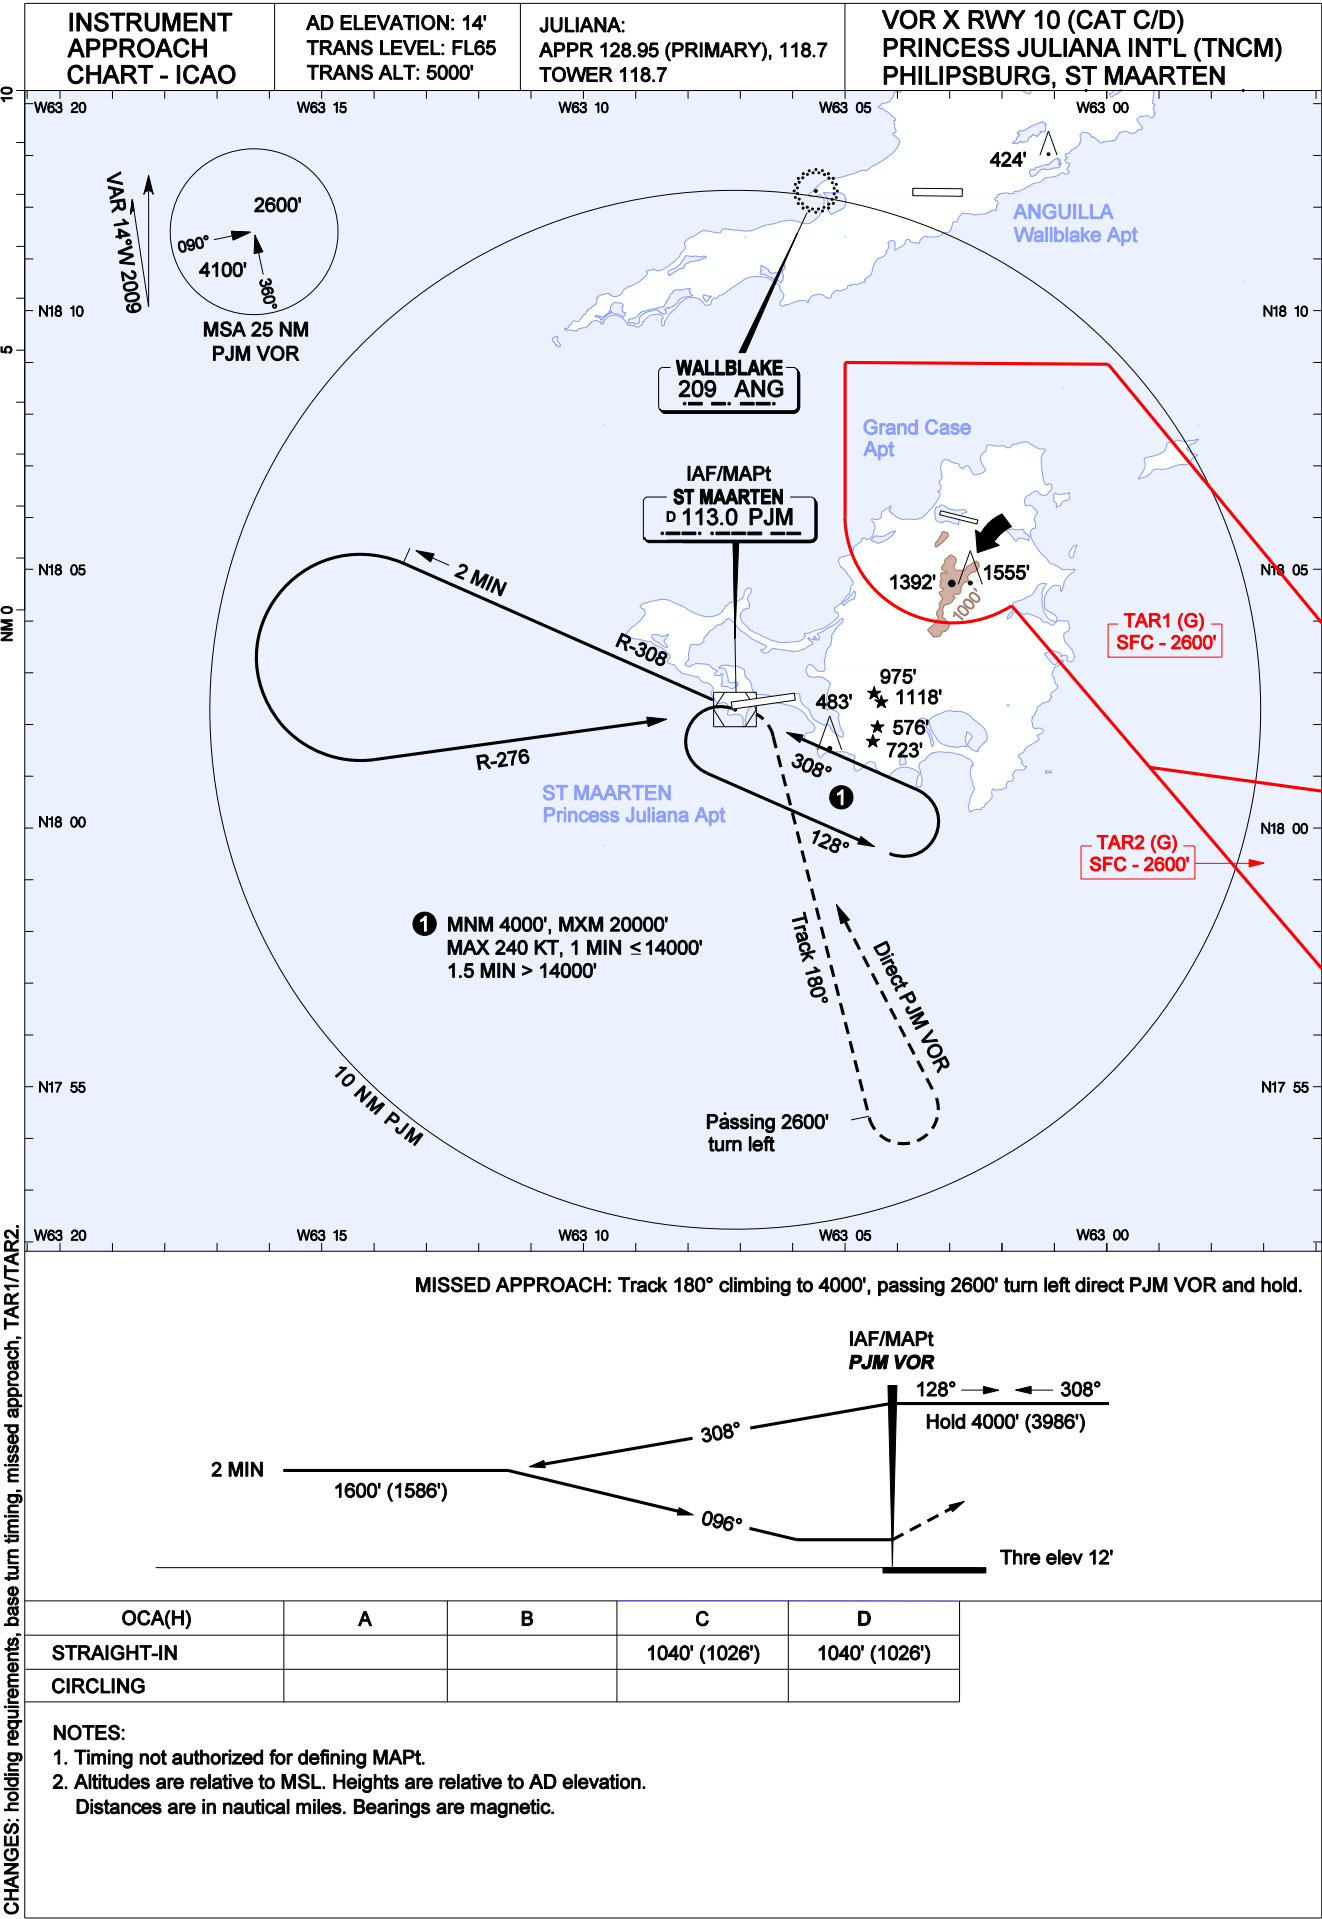 INSTRUMENT
APPROACH
CHART - ICAO
AD ELEVATION: 14'
TRANS LEVEL: FL65
TRANS ALT: 5000'
JULIANA:
APPR 128.95 (PRIMARY), 118.7
TOWER 118.7
VOR X RWY 10 (CAT C/D)
PRINCESS JULIANA INT'L (TNCM)
PHILIPSBURG, ST MAARTEN
10
5
NM 0
W63 20
W63 15
W63 10
W63 05
W63 00
VAR 14°W 2009
2600'
090°
4100'
360°
MSA 25 NM
PJM VOR
424'
ANGUILLA
Wallblake Apt
N18 10
N18 10
WALLBLAKE
209 ANG
Grand Case
Apt
IAF/MAPt
ST MAARTEN
D 113.0 PJM
1392'
1555'
1000'
N18 05
N18 05
2 MIN
R-308
TAR1 (G)
SFC - 2600'
975'
1118'
483'
576'
723'
R-276
308°
1
128°
ST MAARTEN
Princess Juliana Apt
N18 00
N18 00
TAR2 (G)
SFC - 2600'
1 MNM 4000', MXM 20000'
MAX 240 KT, 1 MIN ≤14000'
1.5 MIN > 14000'
Track 180°
Direct PJM VOR
N17 55
N17 55
10 NM PJM
Passing 2600'
turn left
W63 20
W63 15
W63 10
W63 05
W63 00
MISSED APPROACH: Track 180° climbing to 4000', passing 2600' turn left direct PJM VOR and hold.
IAF/MAPt
PJM VOR
128°
308°
Hold 4000' (3986')
308°
2 MIN
1600' (1586')
096°
Thre elev 12'
OCA(H) A B C D
STRAIGHT-IN 1040' (1026') 1040' (1026')
CIRCLING
NOTES:
1. Timing not authorized for defining MAPt.
2. Altitudes are relative to MSL. Heights are relative to AD elevation.
Distances are in nautical miles. Bearings are magnetic.
CHANGES: holding requirements, base turn timing, missed approach, TAR1/TAR2.